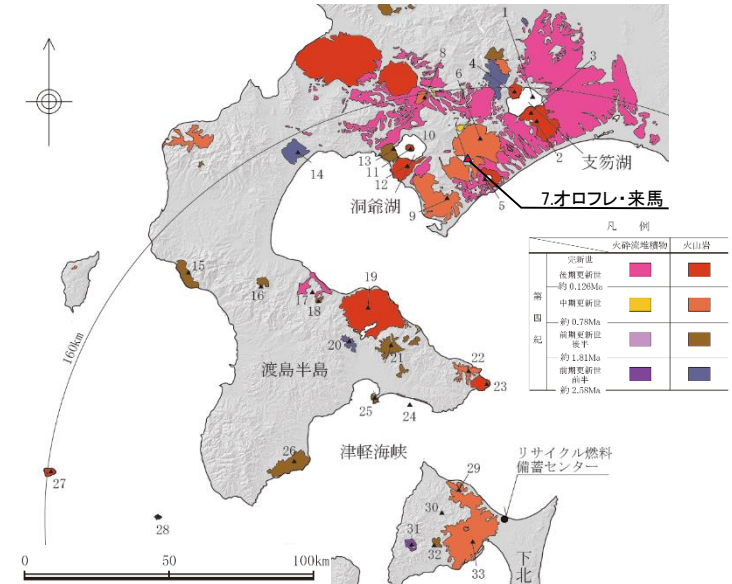 1
8
6
4
3
10
13
11
12
14
洞爺湖
9
5
2
支笏湖
7.オロフレ・来馬
凡 例
火砕流堆積物
火山岩
第四紀
完新世
後期更新世
約 0.126Ma
中期更新世
約 0.78Ma
前期更新世
後半
約 1.81Ma
前期更新世
前半
約 2.58Ma
15
16
17
18
19
20
21
22
23
渡島半島
160km
25
24
津軽海峡
26
27
28
リサイクル燃料
備蓄センター
29
30
31
32
33
下北
0
50
100km